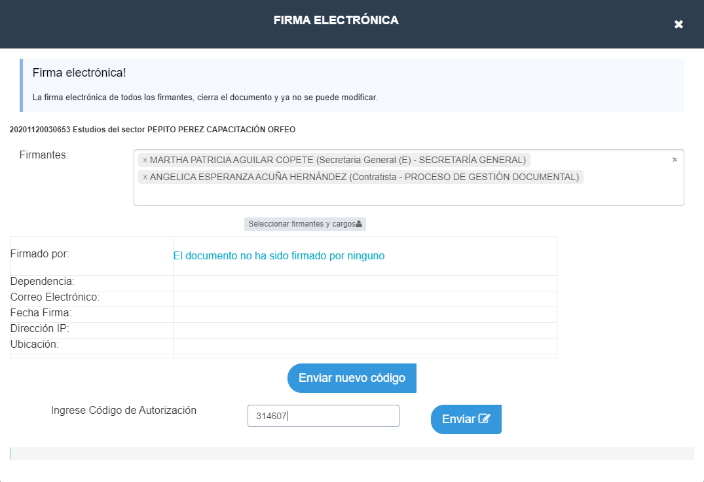 FIRMA ELECTRÓNICA
Firma electrónica!
La firma electrónica de todos los firmantes, cierra el documento y ya no se puede modificar.
20201120030653 Estudios del sector PEPITO PEREZ CAPACITACIÓN ORFEO
Firmantes:
× MARTHA PATRICIA AGUILAR COPETE (Secretaria General (E) - SECRETARÍA GENERAL)
×
× ANGELICA ESPERANZA ACUÑA HERNÁNDEZ (Contratista - PROCESO DE GESTIÓN DOCUMENTAL)
Seleccionar firmantes y cargos
Firmado por:
El documento no ha sido firmado por ninguno
Dependencia:
Correo Electrónico:
Fecha Firma:
Dirección IP:
Ubicación:
Enviar nuevo código
Ingrese Código de Autorización
314607
Enviar